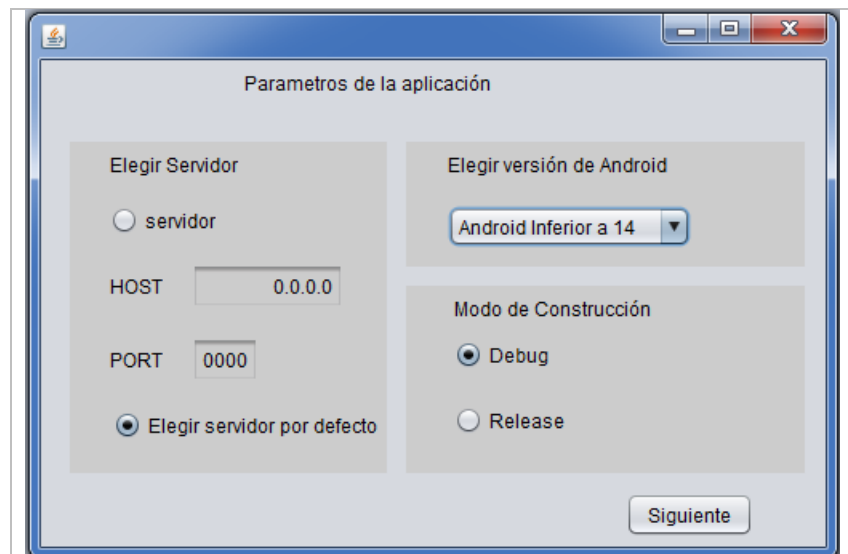 Parametros de la aplicación
Elegir Servidor
servidor
HOST 0.0.0.0
PORT 0000
Elegir servidor por defecto
Elegir versión de Android
Android Inferior a 14
Modo de Construcción
Debug
Release
Siguiente